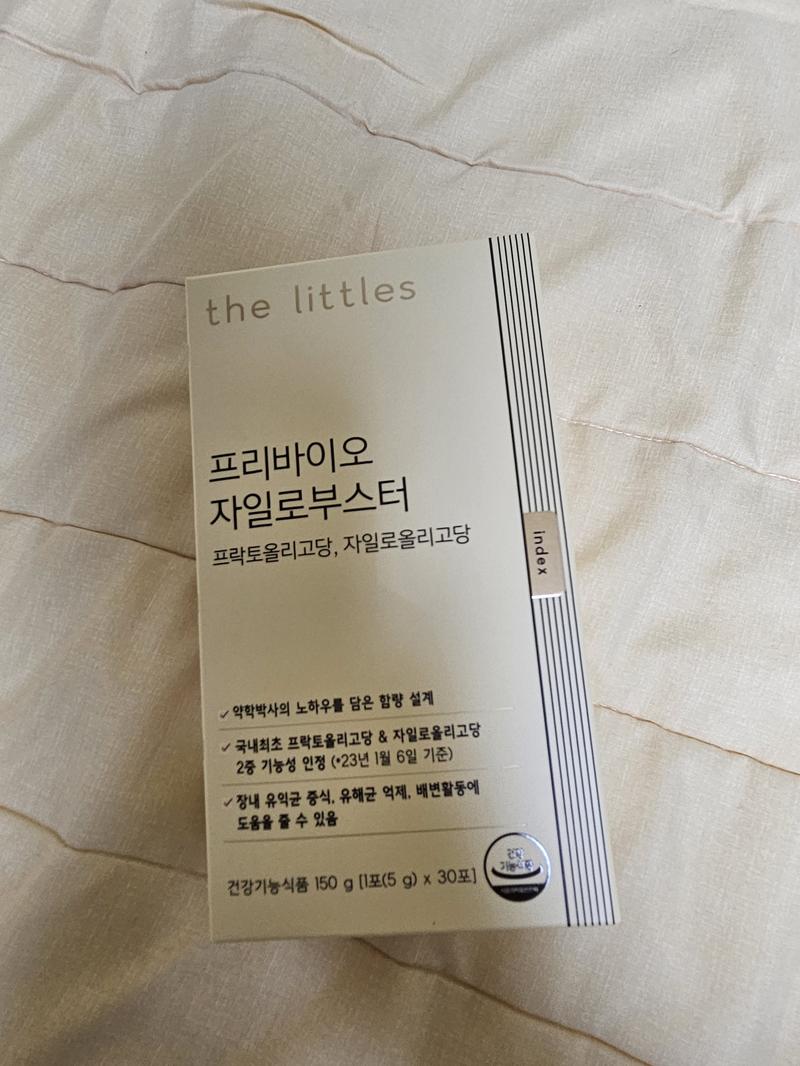 the littles
프리바이오
자일로부스터
프락토올리고당, 자일로올리고당
index
✓ 약학박사의 노하우를 담은 함량 설계
✓ 국내최초 프락토올리고당 & 자일로올리고당
2중 기능성 인정 (*23년 1월 6일 기준)
✓ 장내 유익균 증식, 유해균 억제, 배변활동에
도움을 줄 수 있음
건강기능식품 150 g [1포(5 g) x 30포]
건강
기능식품